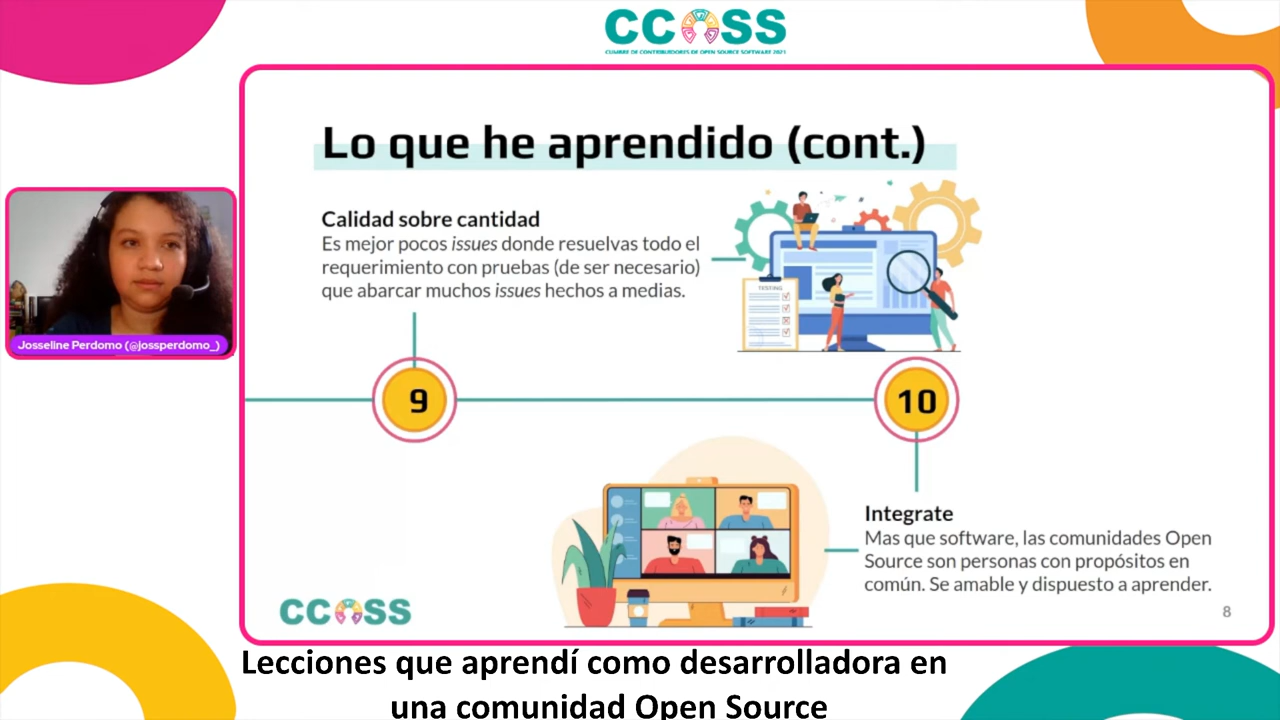 CCOSS
CUMBRE DE CONTRIBUIDORES DE OPEN SOURCE SOFTWARE 2021
Lo que he aprendido (cont.)
Calidad sobre cantidad
Es mejor pocos issues donde resuelvas todo el
requerimiento con pruebas (de ser necesario)
que abarcar muchos issues hechos a medias.
TESTING
Josseline Perdomo (@jossperdomo_)
9
10
Integrate
Mas que software, las comunidades Open
Source son personas con propósitos en
común. Se amable y dispuesto a aprender.
CCOSS
8
Lecciones que aprendí como desarrolladora en
una comunidad Open Source